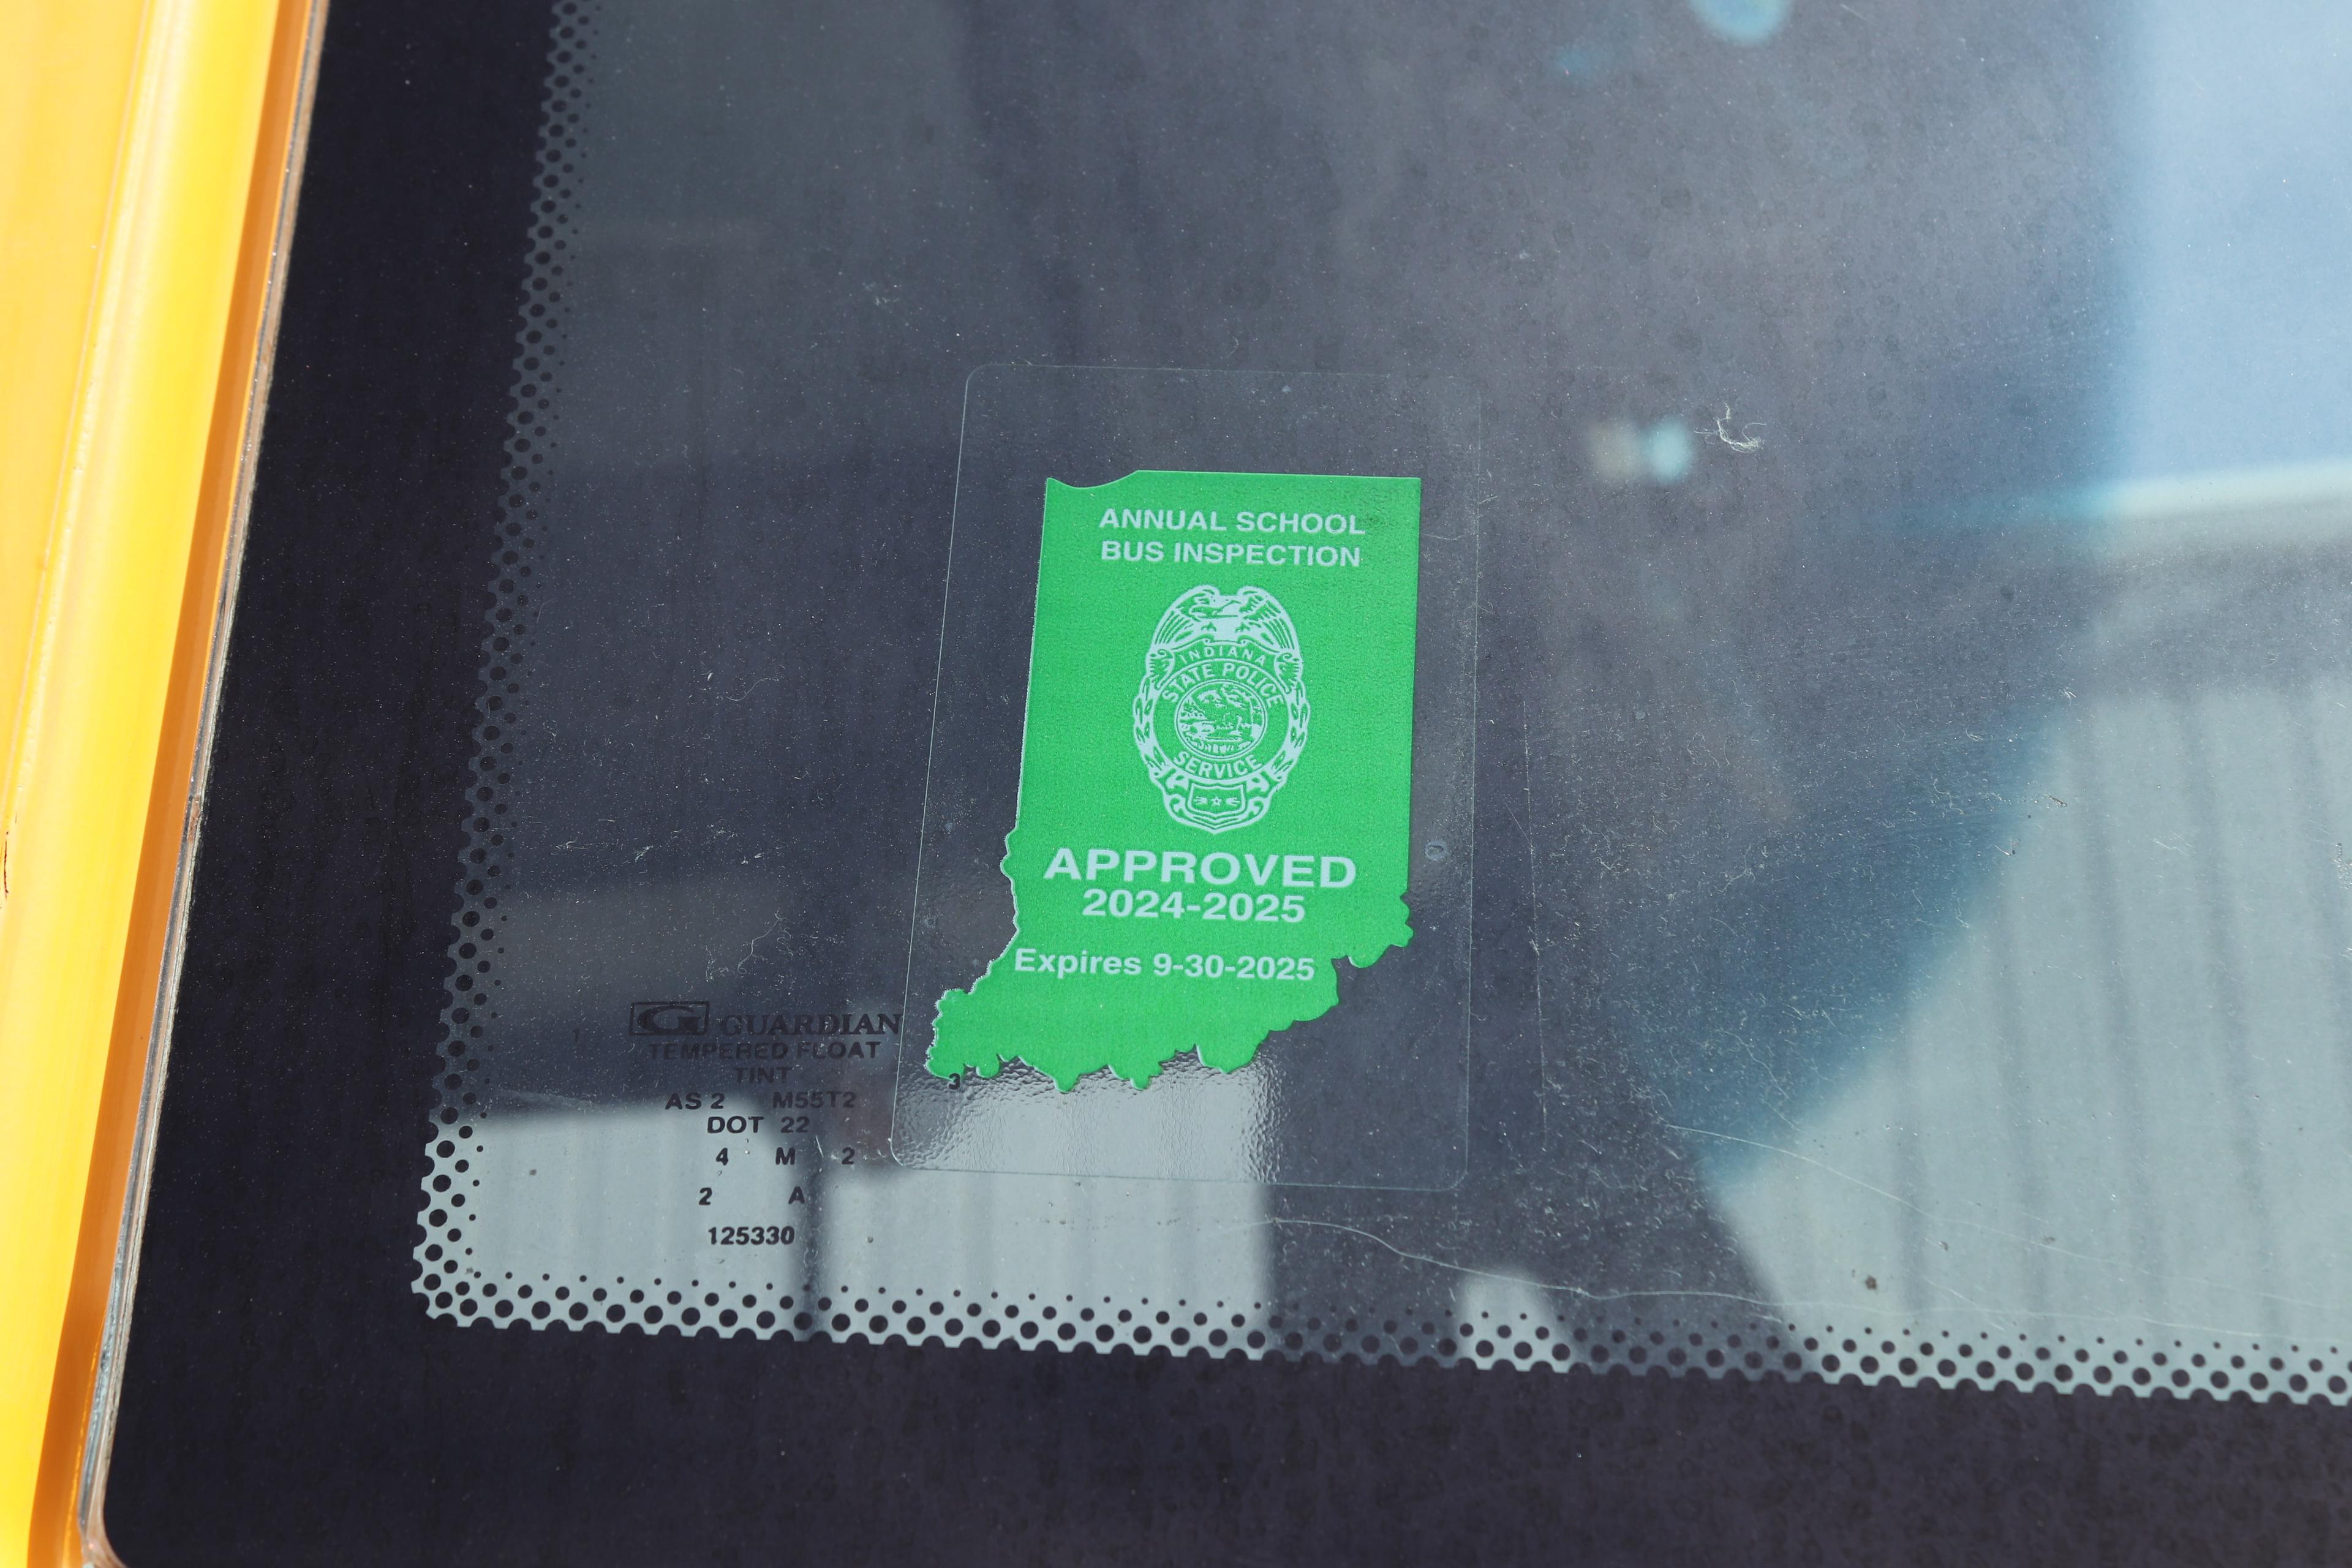 ANNUAL SCHOOL
BUS INSPECTION
INDIANA
STATE POLICE
SERVICE
APPROVED
2024-2025
Expires 9-30-2025
GUARDIAN
TEMPERED FLOAT
TINT
3
AS 2 M55T2
DOT 22
4 M 2
2 A
125330